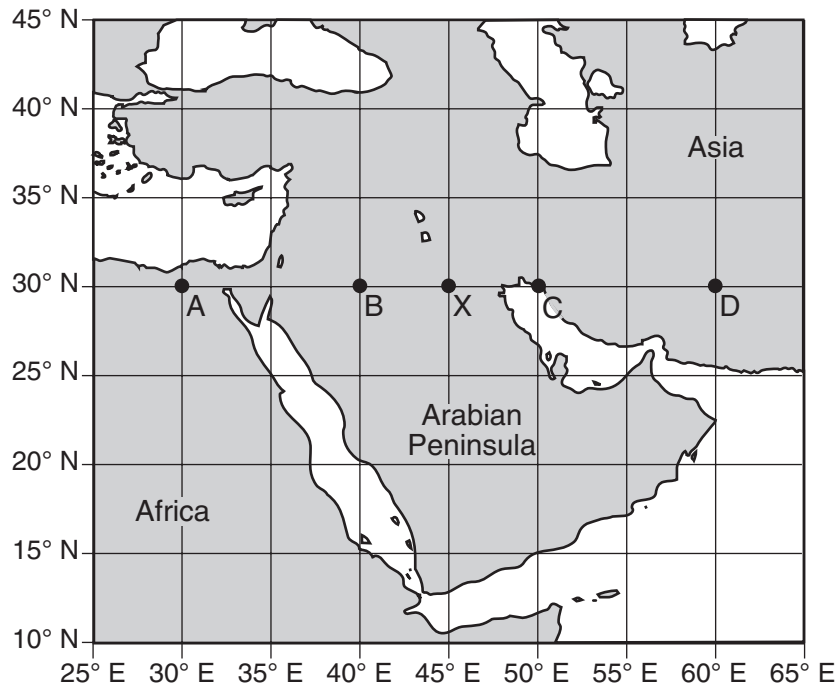 45° N
40° N
Asia
35° N
30° N
A
B
X
C
D
25° N
Arabian
Peninsula
20° N
Africa
15° N
10° N
25° E 30° E 35° E 40° E 45° E 50° E 55° E 60° E 65° E